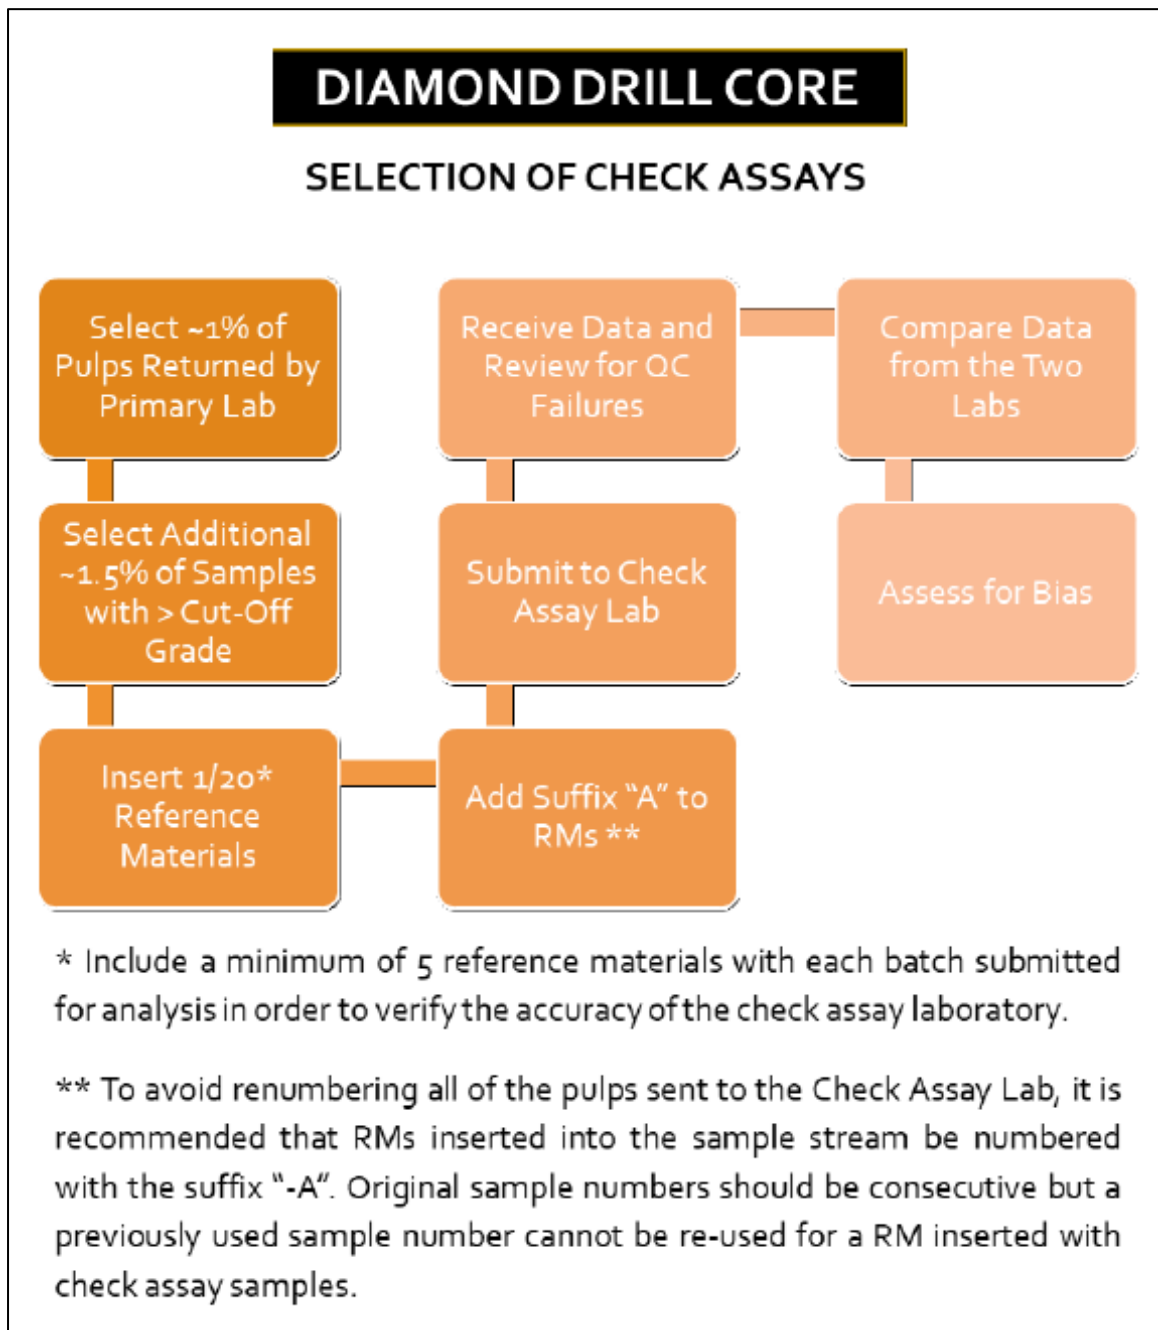 DIAMOND DRILL CORE
SELECTION OF CHECK ASSAYS
Select ~1% of
Pulps Returned by
Primary Lab
Select Additional
~1.5% of Samples
with > Cut-Off
Grade
Insert 1/20*
Reference
Materials
Add Suffix “A” to
RMs **
Submit to Check
Assay Lab
Receive Data and
Review for QC
Failures
Compare Data
from the Two
Labs
Assess for Bias
* Include a minimum of 5 reference materials with each batch submitted
for analysis in order to verify the accuracy of the check assay laboratory.
** To avoid renumbering all of the pulps sent to the Check Assay Lab, it is
recommended that RMs inserted into the sample stream be numbered
with the suffix “-A”. Original sample numbers should be consecutive but a
previously used sample number cannot be re-used for a RM inserted with
check assay samples.